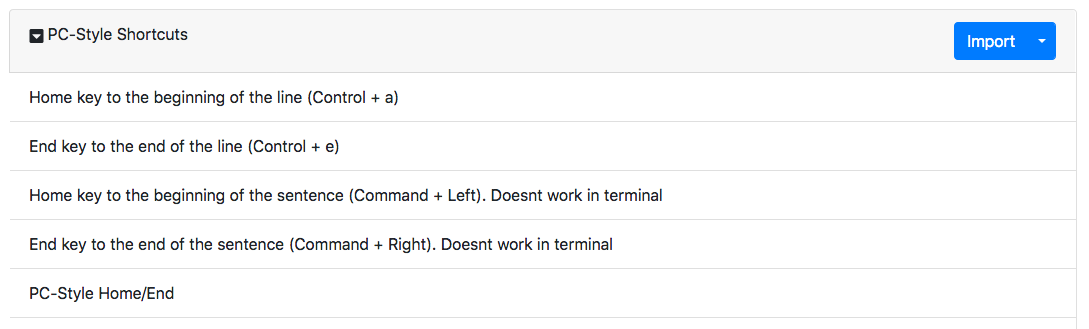 PC-Style Shortcuts
Import
Home key to the beginning of the line (Control + a)
End key to the end of the line (Control + e)
Home key to the beginning of the sentence (Command + Left). Doesnt work in terminal
End key to the end of the sentence (Command + Right). Doesnt work in terminal
PC-Style Home/End